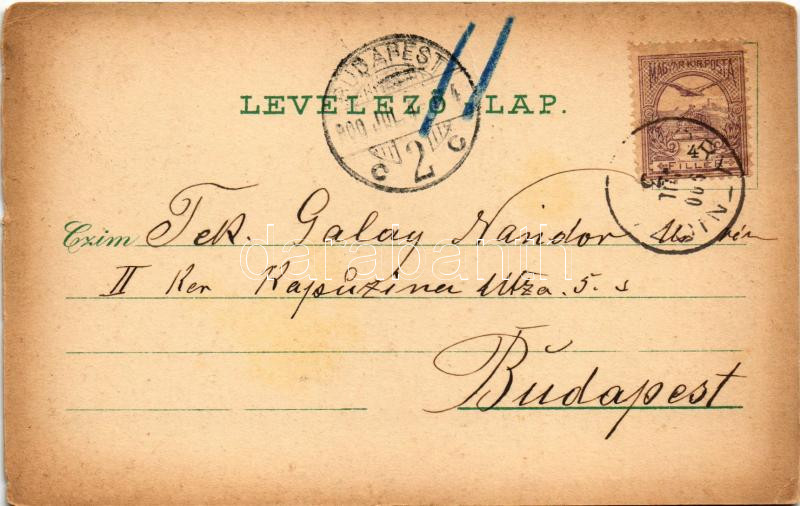 LEVELEZŐ LAP.
BUDAPEST
900 JUL 4
2
MAGYAR KIR. POSTA
FILLÉR
Czim Tek. Galay Nándor
II Ker Kapuzina Utza. 5. s
Budapest
darabanth